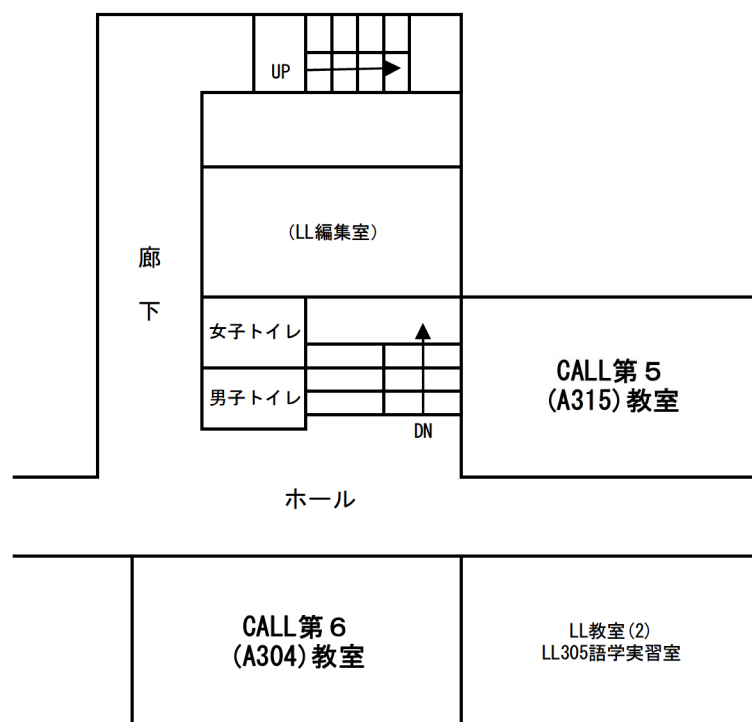 UP
(LL編集室)
廊
下
女子トイレ
男子トイレ
DN
CALL第５
(A315)教室
ホール
CALL第６
(A304)教室
LL教室(2)
LL305語学実習室